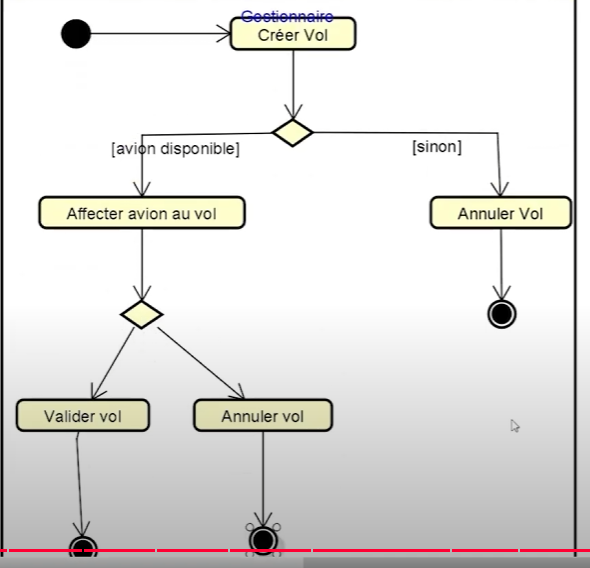 Gestionnaire
Créer Vol
[avion disponible]
[sinon]
Affecter avion au vol
Annuler Vol
Valider vol
Annuler vol